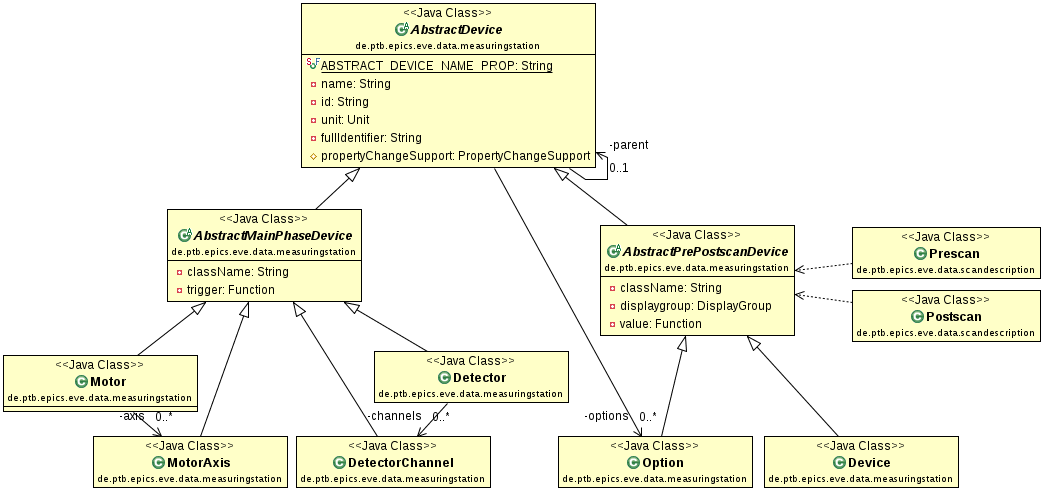 <<Java Class>>
AbstractDevice
de.ptb.epics.eve.data.measuringstation
ABSTRACT_DEVICE_NAME_PROP: String
name: String
id: String
unit: Unit
fullIdentifier: String
propertyChangeSupport: PropertyChangeSupport
-parent
0..1
<<Java Class>>
AbstractMainPhaseDevice
de.ptb.epics.eve.data.measuringstation
className: String
trigger: Function
<<Java Class>>
AbstractPrePostscanDevice
de.ptb.epics.eve.data.measuringstation
className: String
displaygroup: DisplayGroup
value: Function
<<Java Class>>
Prescan
de.ptb.epics.eve.data.scandescription
<<Java Class>>
Postscan
de.ptb.epics.eve.data.scandescription
<<Java Class>>
Motor
de.ptb.epics.eve.data.measuringstation
<<Java Class>>
Detector
de.ptb.epics.eve.data.measuringstation
-axis 0..*
-channels 0..*
-options 0..*
<<Java Class>>
MotorAxis
de.ptb.epics.eve.data.measuringstation
<<Java Class>>
DetectorChannel
de.ptb.epics.eve.data.measuringstation
<<Java Class>>
Option
de.ptb.epics.eve.data.measuringstation
<<Java Class>>
Device
de.ptb.epics.eve.data.measuringstation